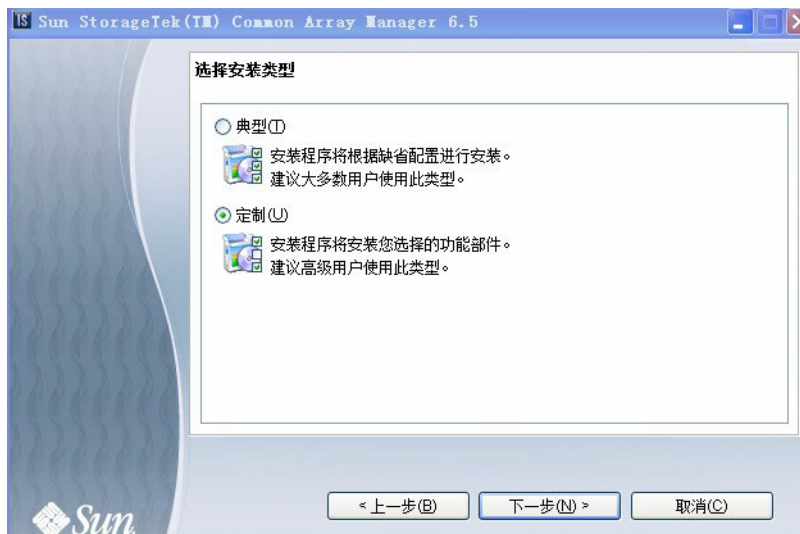 Sun StorageTek(TM) Common Array Manager 6.5
选择安装类型
典型(T)
安装程序将根据缺省配置进行安装。
建议大多数用户使用此类型。
定制(U)
安装程序将安装您选择的功能部件。
建议高级用户使用此类型。
<上一步(B)
下一步(N)>
取消(C)
Sun